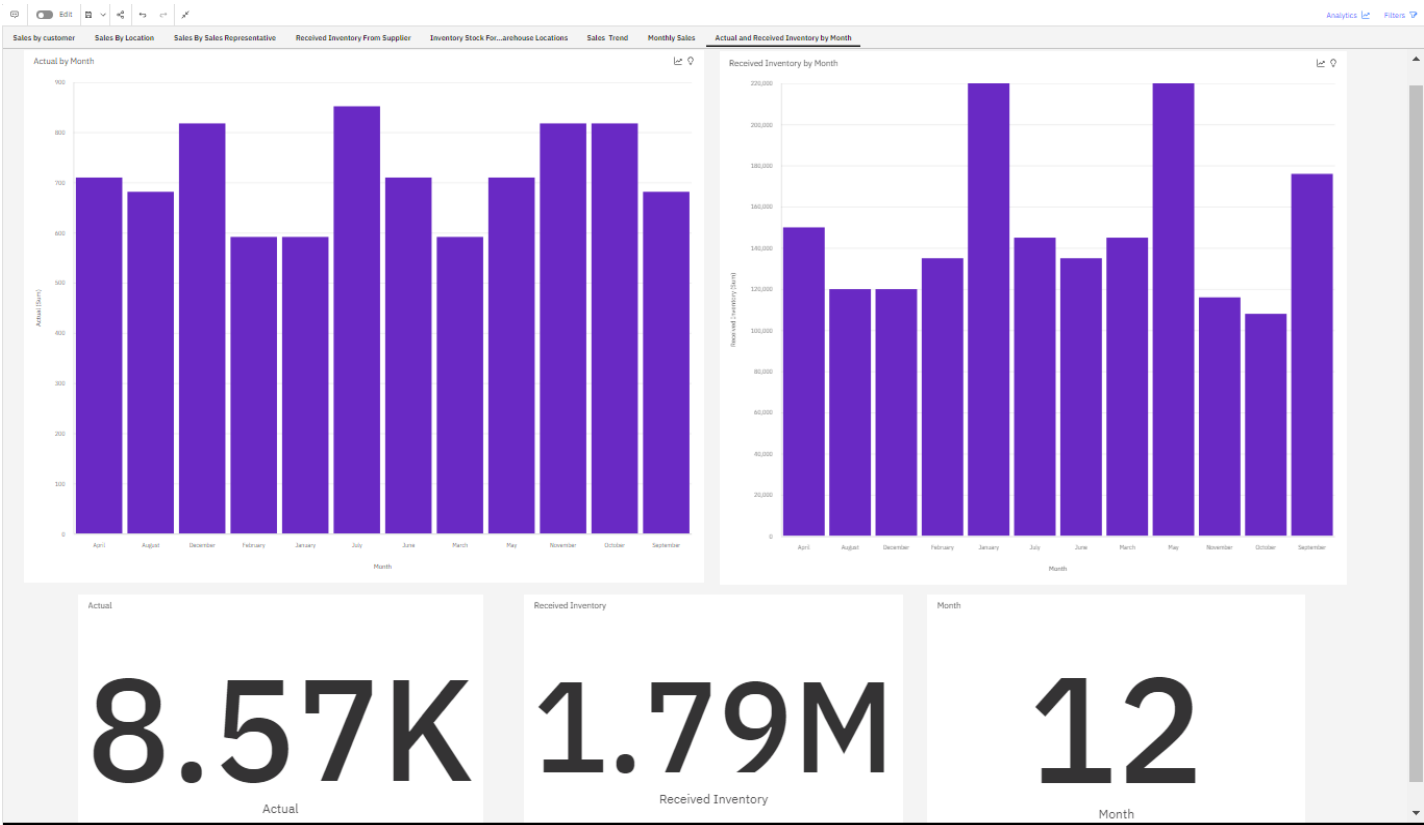 Edit
Analytics
Filters
Sales by customer
Sales By Location
Sales By Sales Representative
Received Inventory From Supplier
Inventory Stock For...arehouse Locations
Sales Trend
Monthly Sales
Actual and Received Inventory by Month
Actual by Month
900
800
700
600
500
400
300
200
100
0
Actual (Sum)
April
August
December
February
January
July
June
March
May
November
October
September
Month
Received Inventory by Month
220,000
200,000
180,000
160,000
140,000
120,000
100,000
80,000
60,000
40,000
20,000
0
Received Inventory (Sum)
April
August
December
February
January
July
June
March
May
November
October
September
Month
Actual
8.57K
Actual
Received Inventory
1.79M
Received Inventory
Month
12
Month